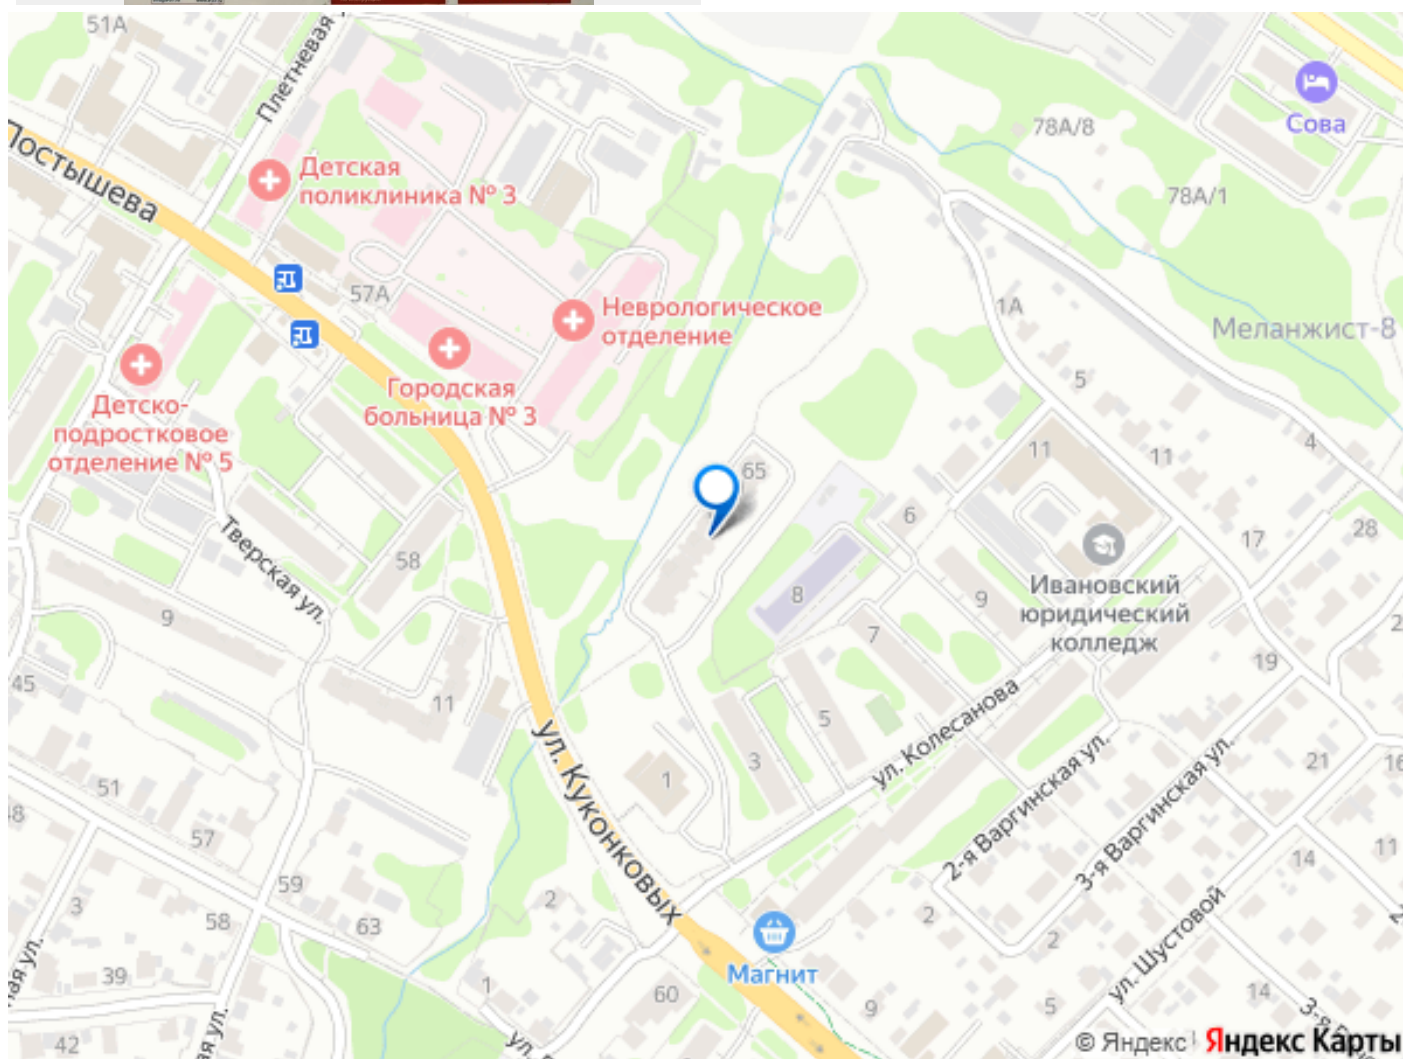 51А
Плетневая
Постышева
Детская
поликлиника № 3
57А
Неврологическое
отделение
Городская
больница № 3
Детско-
подростковое
отделение № 5
Тверская ул.
58
9
11
45
51
57
59
63
58
3
39
42
ул. Куконковых
65
8
6
9
7
5
3
1
2
1
60
ул. Колесанова
Магнит
78А/8
78А/1
Сова
1А
Меланжист-8
5
11
11
4
17
28
Ивановский
юридический
колледж
19
21
16
14
11
2-я Варгинская ул.
3-я Варгинская ул.
ул. Шустовой
2
2
5
9
14
© Яндекс
Яндекс Карты